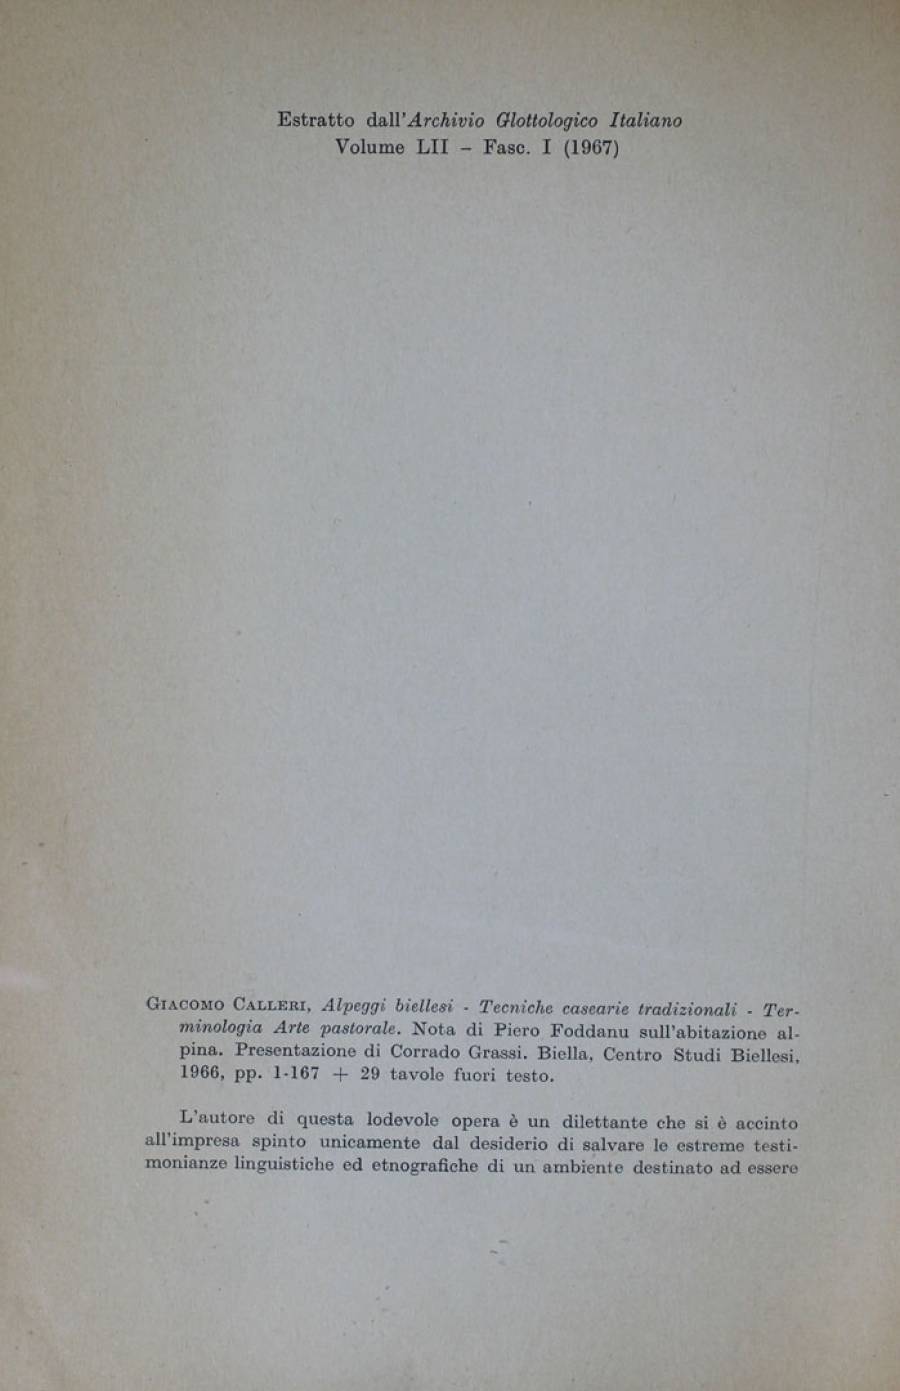 Estratto dall'Archivio Glottologico Italiano
Volume LII – Fasc. I (1967)
GIACOMO CALLERI, Alpeggi biellesi - Tecniche casearie tradizionali - Ter-
minologia Arte pastorale. Nota di Piero Foddanu sull'abitazione al-
pina. Presentazione di Corrado Grassi. Biella, Centro Studi Biellesi,
1966, pp. 1-167 + 29 tavole fuori testo.
L'autore di questa lodevole opera è un dilettante che si è accinto
all'impresa spinto unicamente dal desiderio di salvare le estreme testi-
monianze linguistiche ed etnografiche di un ambiente destinato ad essere